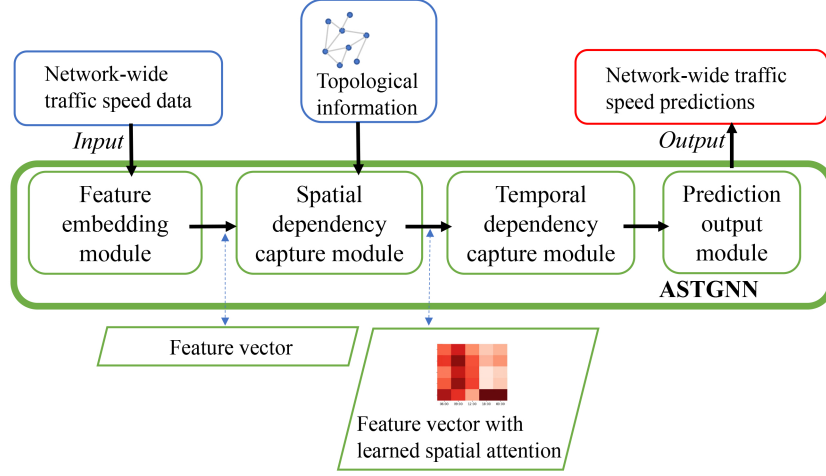 Network-wide
traffic speed data
Topological
information
Network-wide traffic
speed predictions
Input
Output
Feature
embedding
module
Spatial
dependency
capture module
Temporal
dependency
capture module
Prediction
output
module
ASTGNN
Feature vector
Feature vector with
learned spatial attention